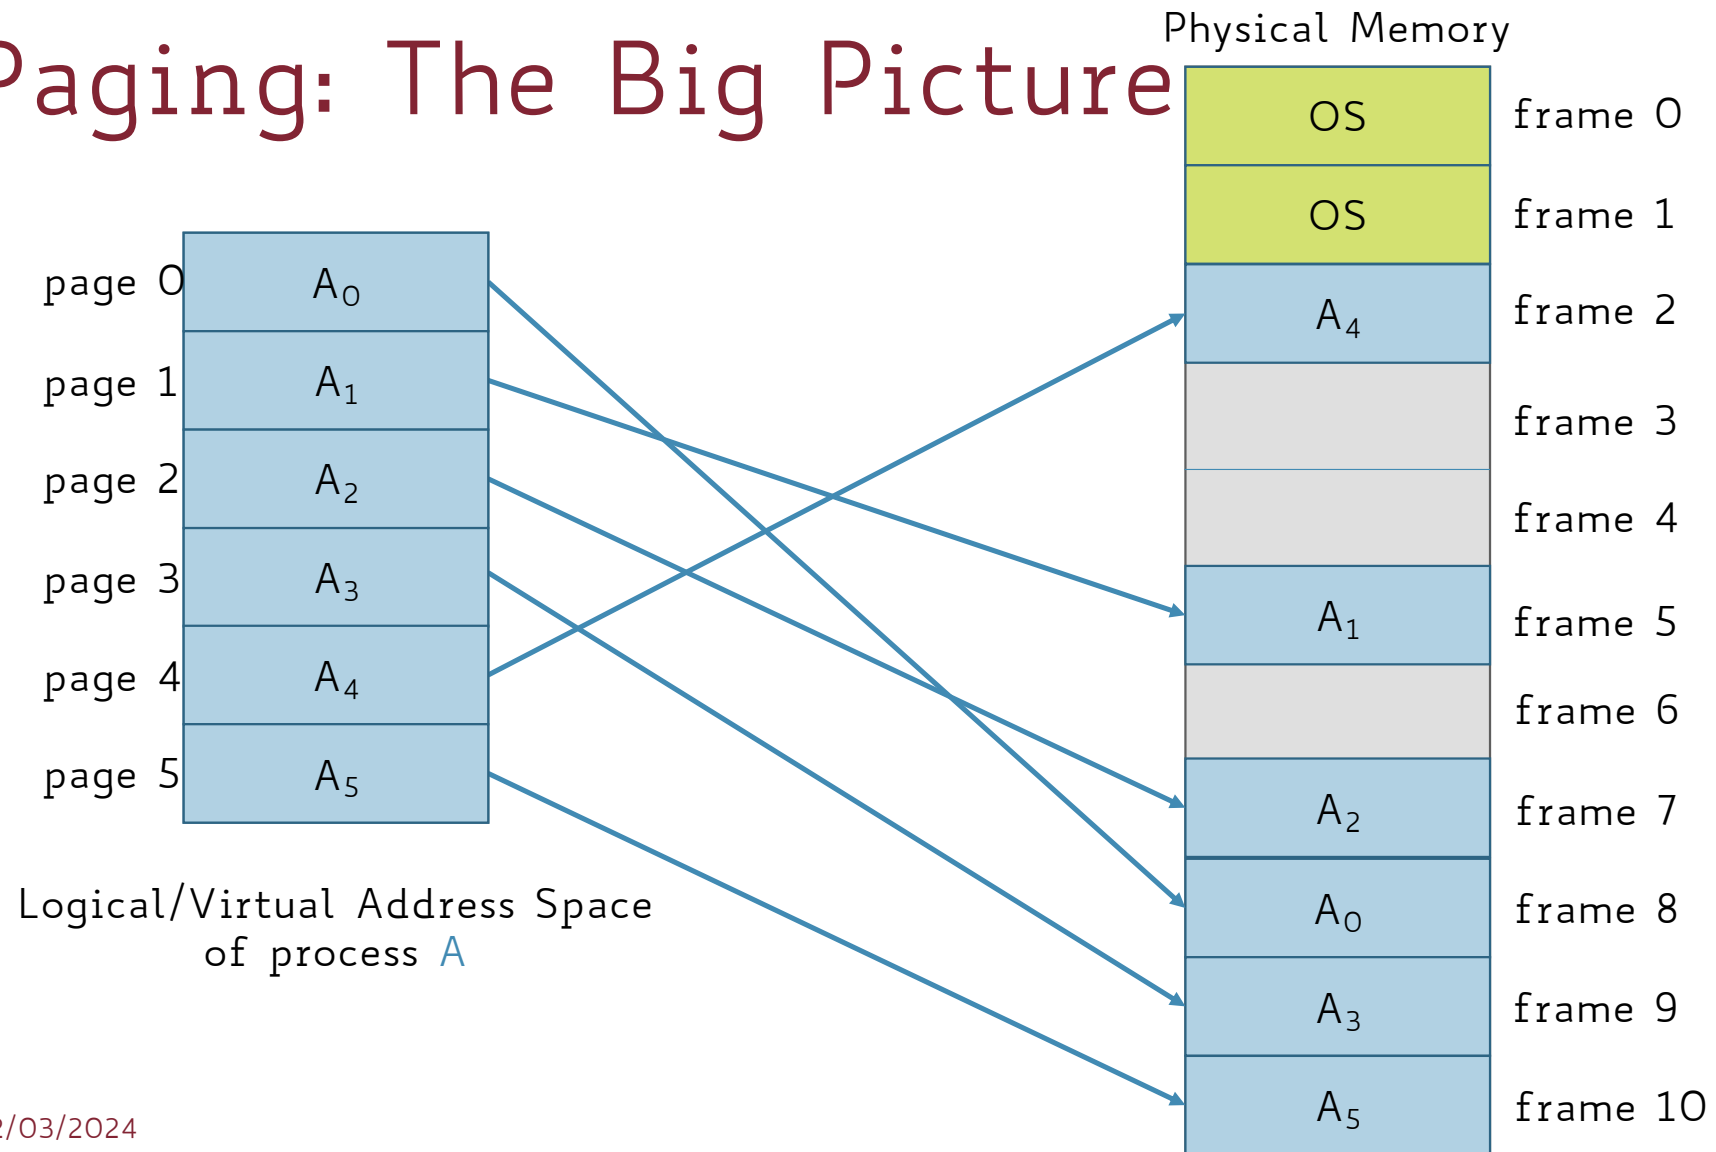 Paging: The Big Picture
Physical Memory
OS frame 0
OS frame 1
A4 frame 2
frame 3
frame 4
A1 frame 5
frame 6
A2 frame 7
A0 frame 8
A3 frame 9
A5 frame 10
page 0 A0
page 1 A1
page 2 A2
page 3 A3
page 4 A4
page 5 A5
Logical/Virtual Address Space
of process A
2/03/2024